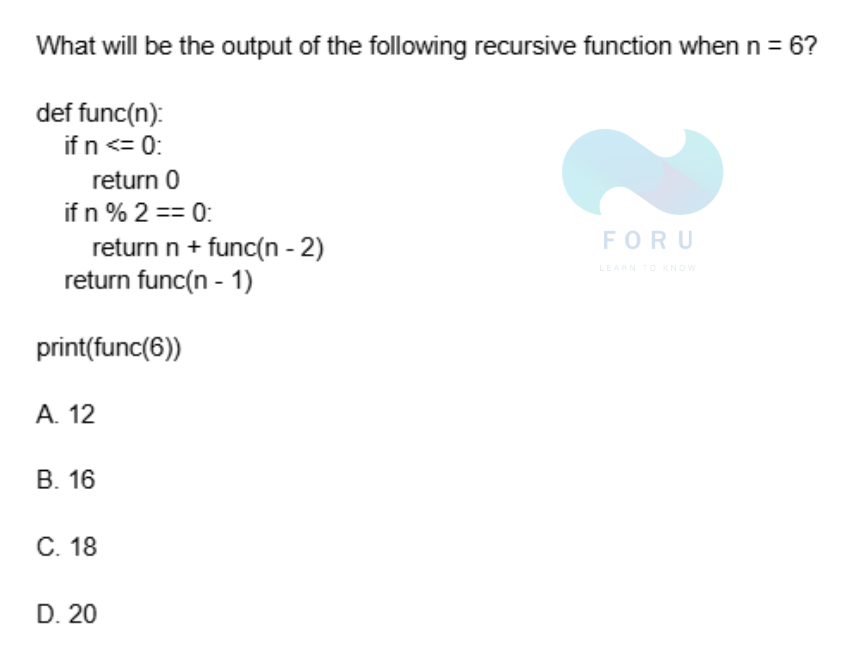 What will be the output of the following recursive function when n = 6?
def func(n):
if n <= 0:
return 0
if n % 2 == 0:
return n + func(n - 2)
return func(n - 1)
FORU
LEARN TO KNOW
print(func(6))
A. 12
B. 16
C. 18
D. 20